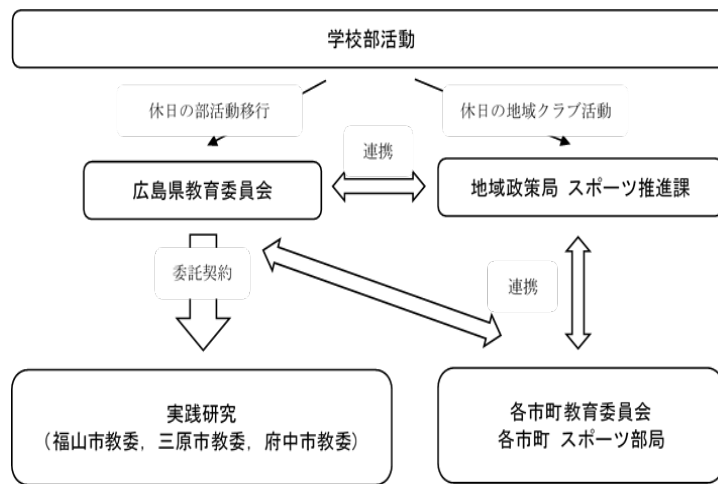 学校部活動
休日の部活動移行
休日の地域クラブ活動
連携
広島県教育委員会
地域政策局 スポーツ推進課
委託契約
連携
実践研究
(福山市教委，三原市教委，府中市教委)
各市町教育委員会
各市町 スポーツ部局